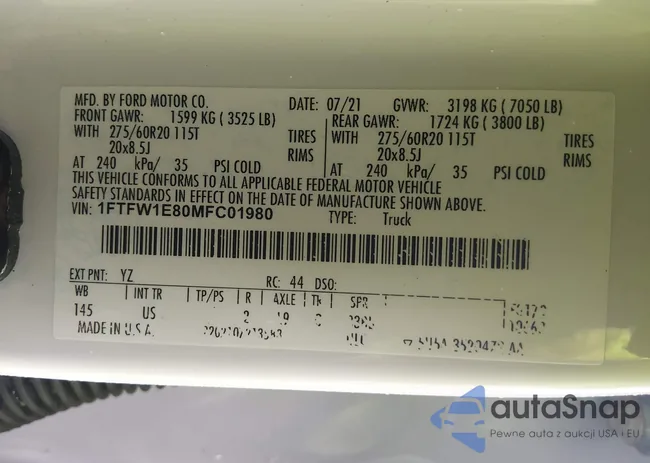 MFD. BY FORD MOTOR CO. DATE: 07/21 GVWR: 3198 KG (7050 LB)
FRONT GAWR: 1599 KG (3525 LB) REAR GAWR: 1724 KG (3800 LB)
WITH 275/60R20 115T TIRES WITH 275/60R20 115T TIRES
20x8.5J RIMS 20x8.5J RIMS
AT 240 kPa/ 35 PSI COLD AT 240 kPa/ 35 PSI COLD
THIS VEHICLE CONFORMS TO ALL APPLICABLE FEDERAL MOTOR VEHICLE
SAFETY STANDARDS IN EFFECT ON THE DATE OF MANUFACTURE SHOWN ABOVE.
VIN: 1FTFW1E80MFC01980 TYPE: Truck
EXT PNT: YZ RC: 44 DSO:
WB INT TR TP/PS R AXLE TR SPR
145 US 2 19
MADE IN U.S.A.
autaSnap
Pewne auta z aukcji USA i EU